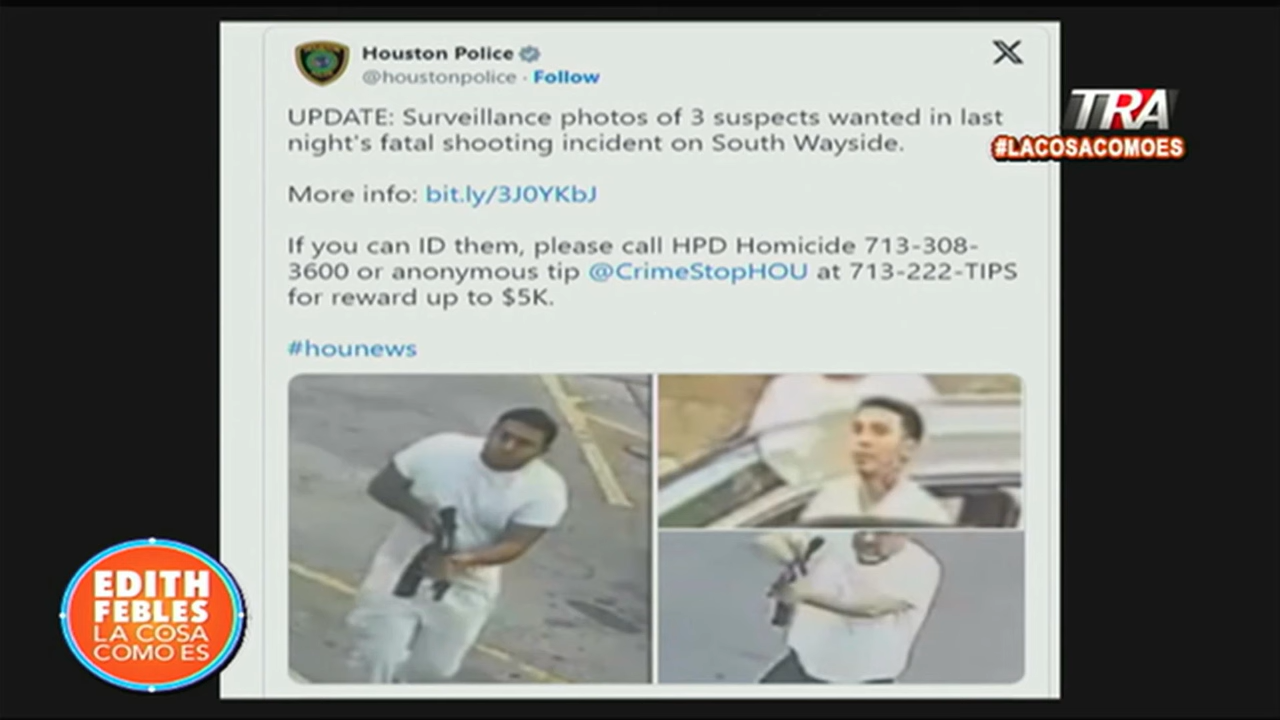 Houston Police
@houstonpolice · Follow
UPDATE: Surveillance photos of 3 suspects wanted in last
night's fatal shooting incident on South Wayside.
More info: bit.ly/3J0YKbJ
If you can ID them, please call HPD Homicide 713-308-
3600 or anonymous tip @CrimeStopHOU at 713-222-TIPS
for reward up to $5K.
#hounews
TRA
#LACOSACOMOES
EDITH
FEBLES
LA COSA
COMO ES